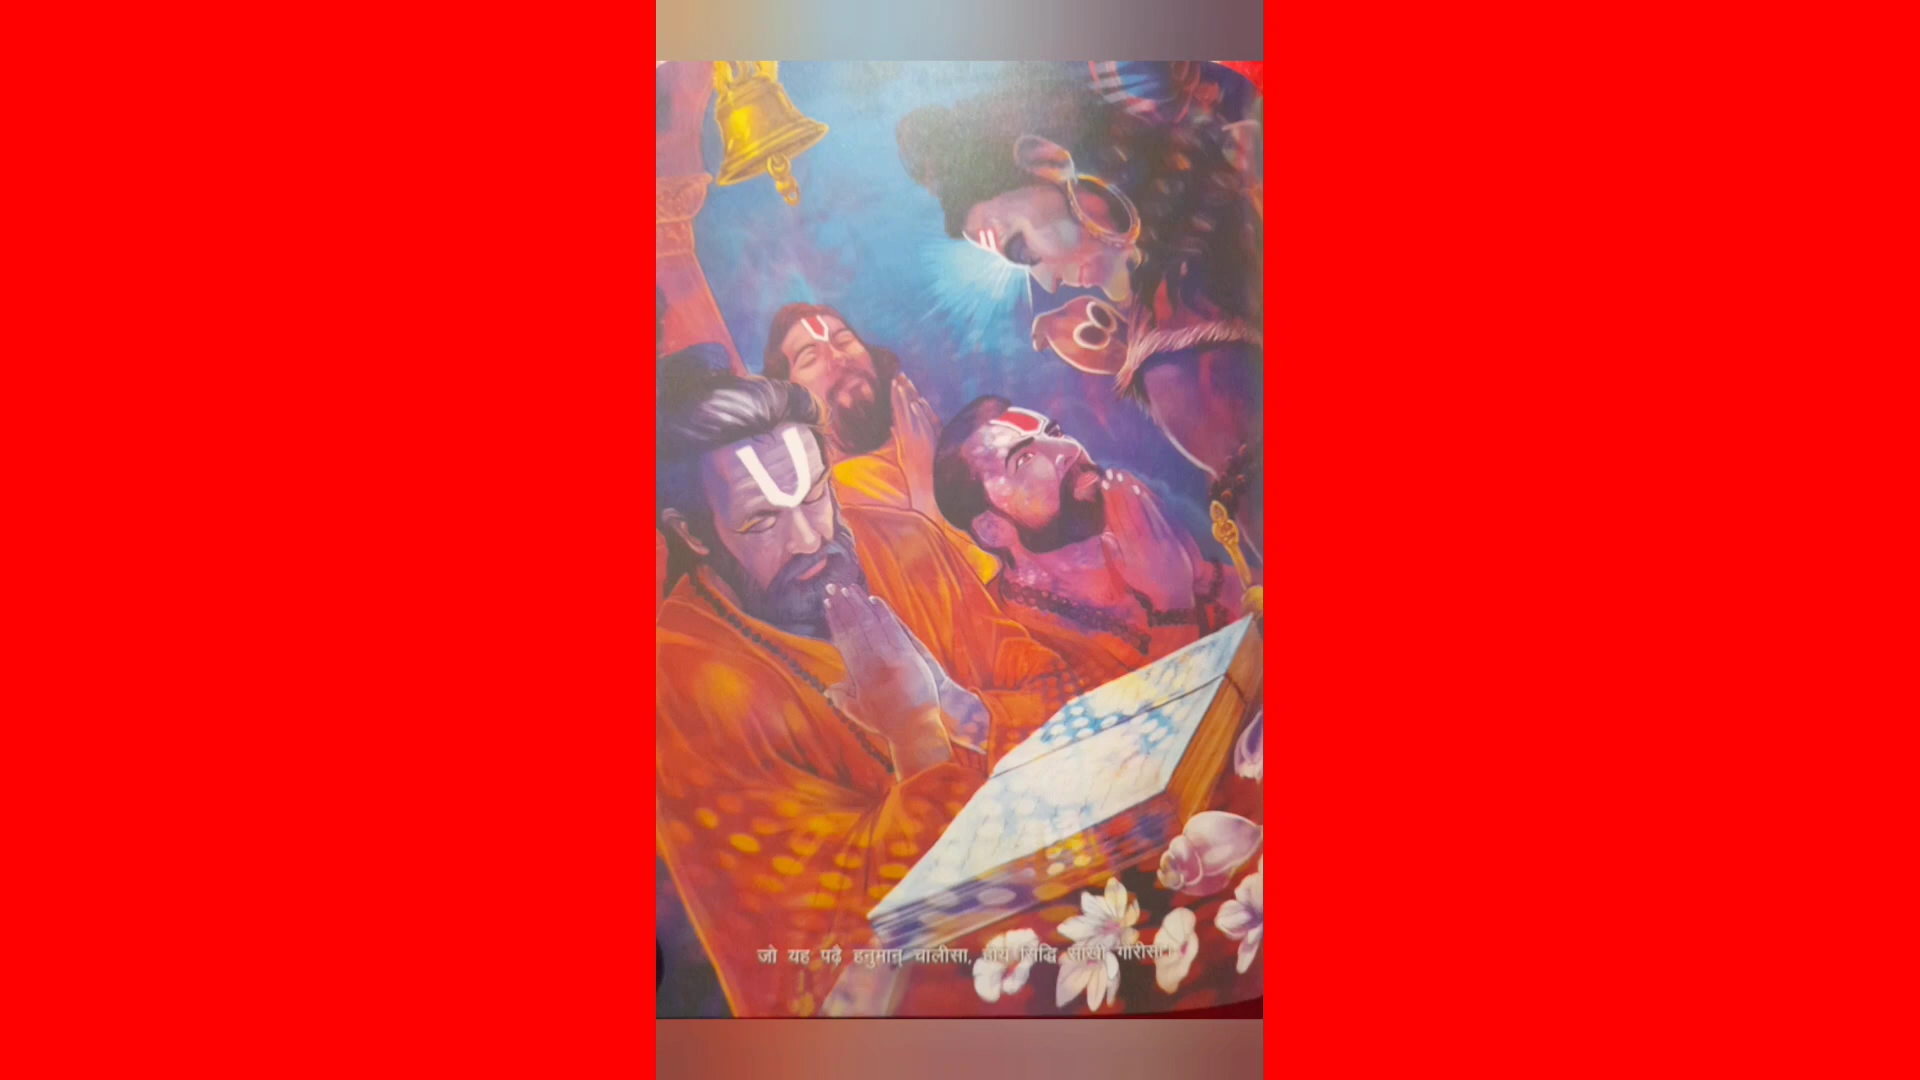 जो यह पढ़ै हनुमान् चालीसा, होय सिद्धि साखी गौरीसा।